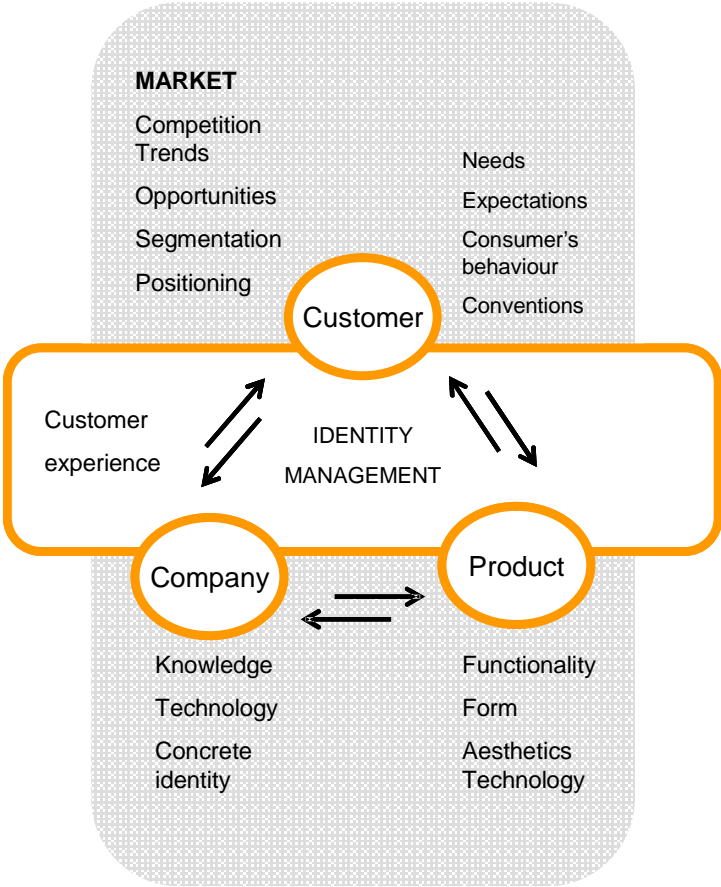 MARKET
Competition
Trends
Opportunities
Segmentation
Positioning
Needs
Expectations
Consumer's
behaviour
Conventions
Customer
Customer
experience
IDENTITY
MANAGEMENT
Company
Product
Knowledge
Technology
Concrete
identity
Functionality
Form
Aesthetics
Technology